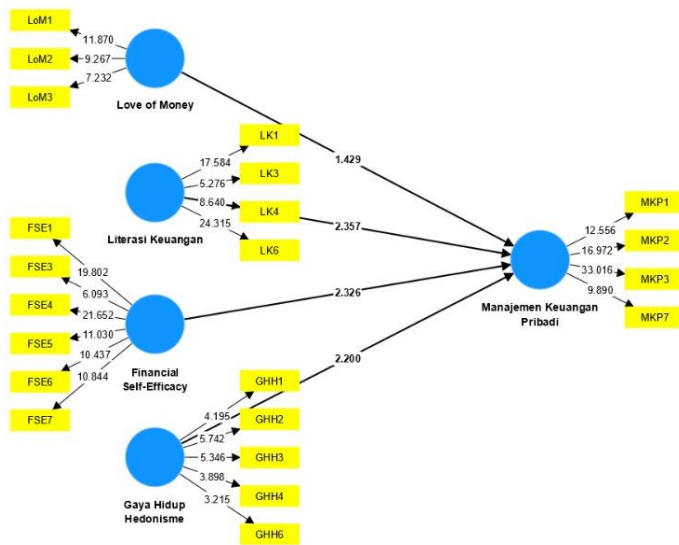 LoM1
11.870
LoM2
9.267
LoM3
7.232
Love of Money
LK1
17.584
LK3
5.276
LK4
8.640
LK6
24.315
Literasi Keuangan
1.429
2.357
2.326
2.200
FSE1
19.802
FSE3
6.093
FSE4
21.652
FSE5
11.030
FSE6
10.437
FSE7
10.844
Financial
Self-Efficacy
GHH1
4.195
GHH2
5.742
GHH3
5.346
GHH4
3.898
GHH6
3.215
Gaya Hidup
Hedonisme
MKP1
12.556
MKP2
16.972
MKP3
33.016
MKP7
9.890
Manajemen Keuangan
Pribadi